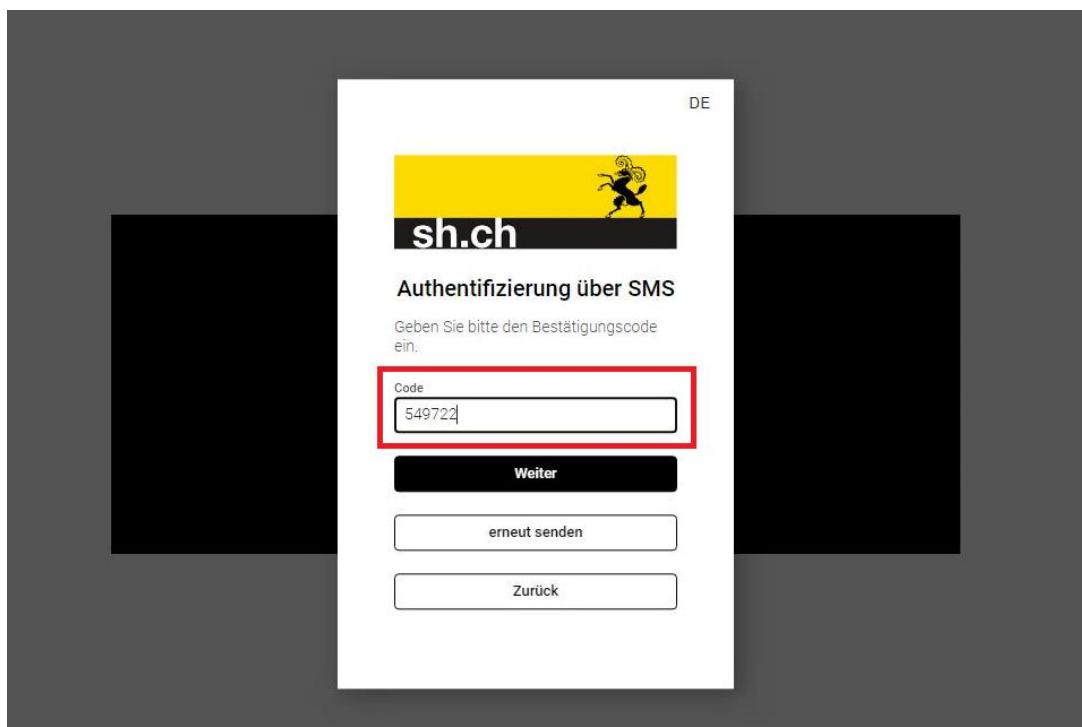 DE
sh.ch
Authentifizierung über SMS
Geben Sie bitte den Bestätigungscode
ein.
Code
549722
Weiter
erneut senden
Zurück